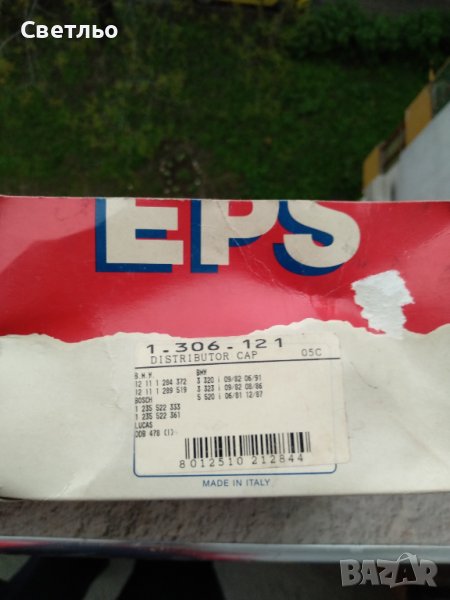 Светльо
EPS
1-306-121
DISTRIBUTOR CAP 05C
B.M.W BMW
12 11 1 284 372 3 320 i 09/82 06/91
12 11 1 289 519 3 323 i 09/82 08/86
BOSCH 5 520 i 06/81 12/87
1 235 522 333
1 235 522 361
LUCAS
DDB 478 (I)
8012510 212844
MADE IN ITALY
BAZAR